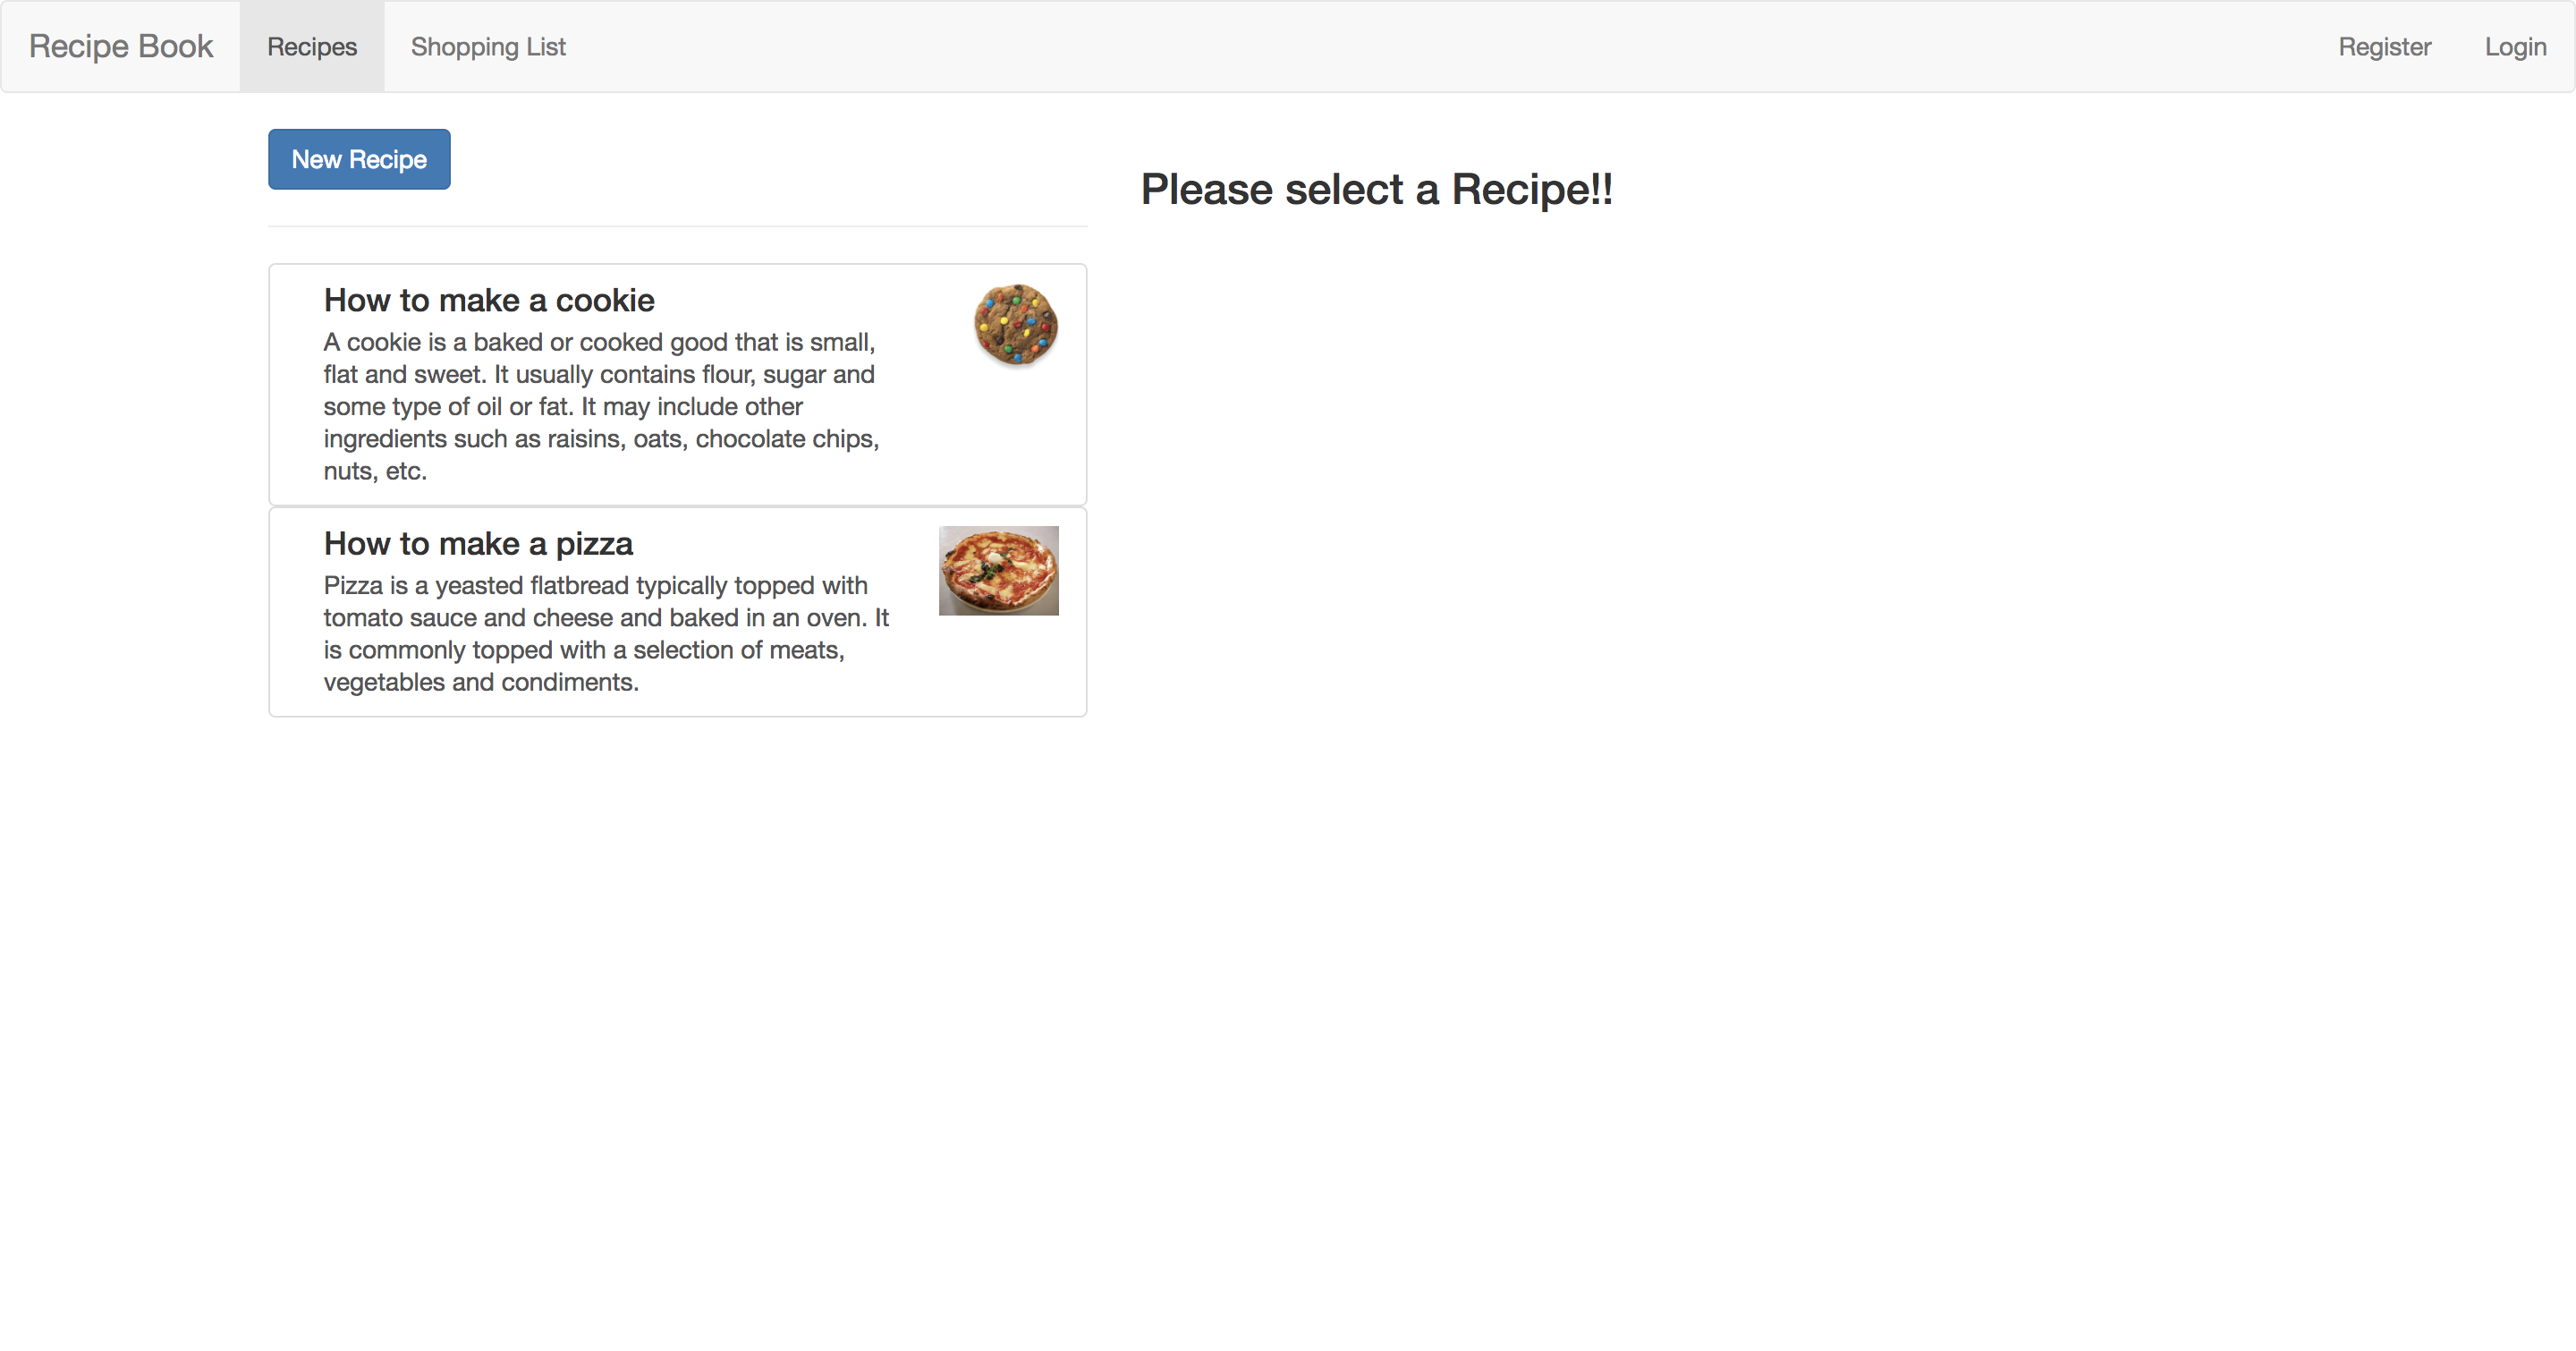 Recipe Book
Recipes
Shopping List
Register
Login
New Recipe
Please select a Recipe!!
How to make a cookie
A cookie is a baked or cooked good that is small,
flat and sweet. It usually contains flour, sugar and
some type of oil or fat. It may include other
ingredients such as raisins, oats, chocolate chips,
nuts, etc.
How to make a pizza
Pizza is a yeasted flatbread typically topped with
tomato sauce and cheese and baked in an oven. It
is commonly topped with a selection of meats,
vegetables and condiments.